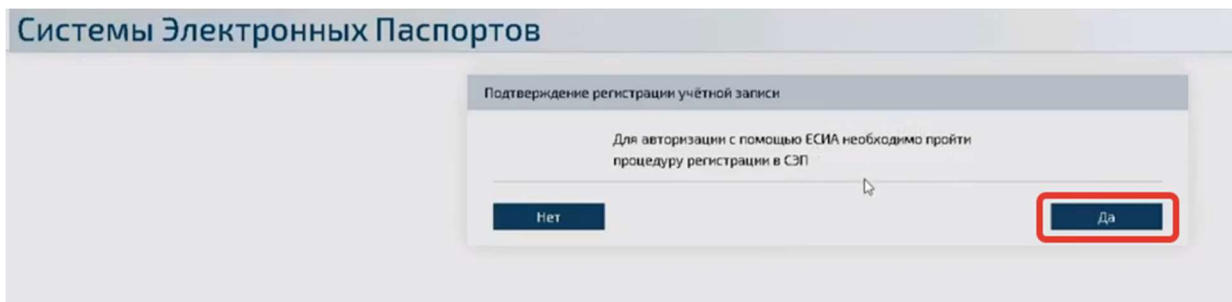 Системы Электронных Паспортов
Подтверждение регистрации учётной записи
Для авторизации с помощью ЕСИА необходимо пройти
процедуру регистрации в СЭП
Нет
Да